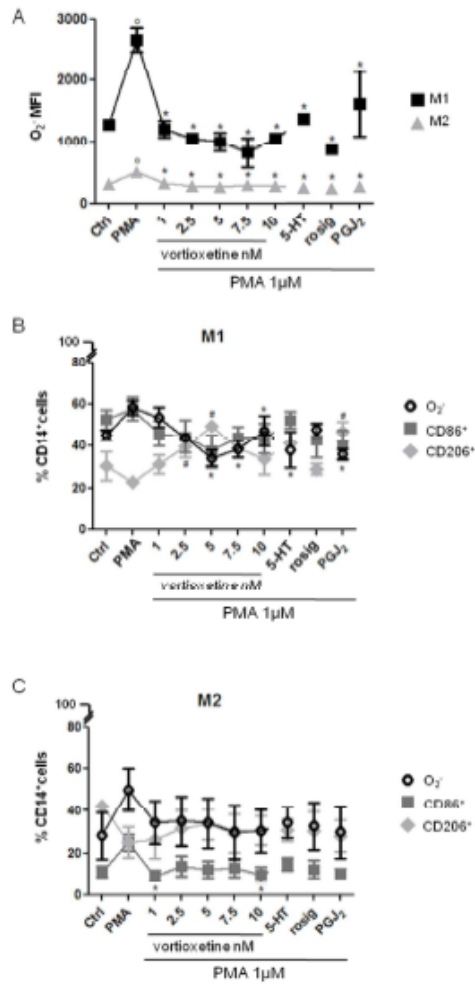 A
O₂⁻ MFI
3000
2000
1000
0
M1
M2
Ctrl
PMA
1
2.5
5
7.5
10
5-HT
rosig
PGJ₂
vortioxetine nM
PMA 1µM
B
M1
% CD14⁺cells
100
80
60
40
20
0
O₂⁻
CD86⁺
CD206⁺
Ctrl
PMA
1
2.5
5
7.5
10
5-HT
rosig
PGJ₂
vortioxetine nM
PMA 1µM
C
M2
% CD14⁺cells
100
80
60
40
20
0
O₂⁻
CD86⁺
CD206⁺
Ctrl
PMA
1
2.5
5
7.5
10
5-HT
rosig
PGJ₂
vortioxetine nM
PMA 1µM